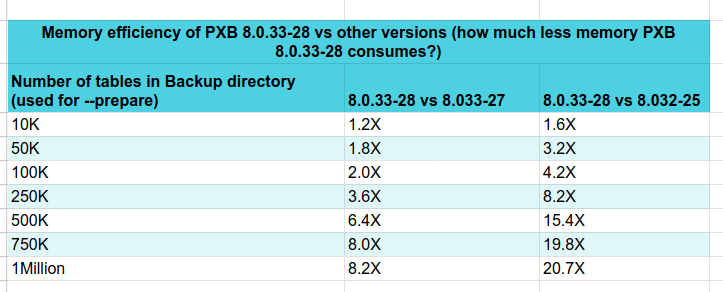 Memory efficiency of PXB 8.0.33-28 vs other versions (how much less memory PXB
8.0.33-28 consumes?)
Number of tables in Backup directory
(used for --prepare) 8.0.33-28 vs 8.033-27 8.0.33-28 vs 8.032-25
10K 1.2X 1.6X
50K 1.8X 3.2X
100K 2.0X 4.2X
250K 3.6X 8.2X
500K 6.4X 15.4X
750K 8.0X 19.8X
1Million 8.2X 20.7X